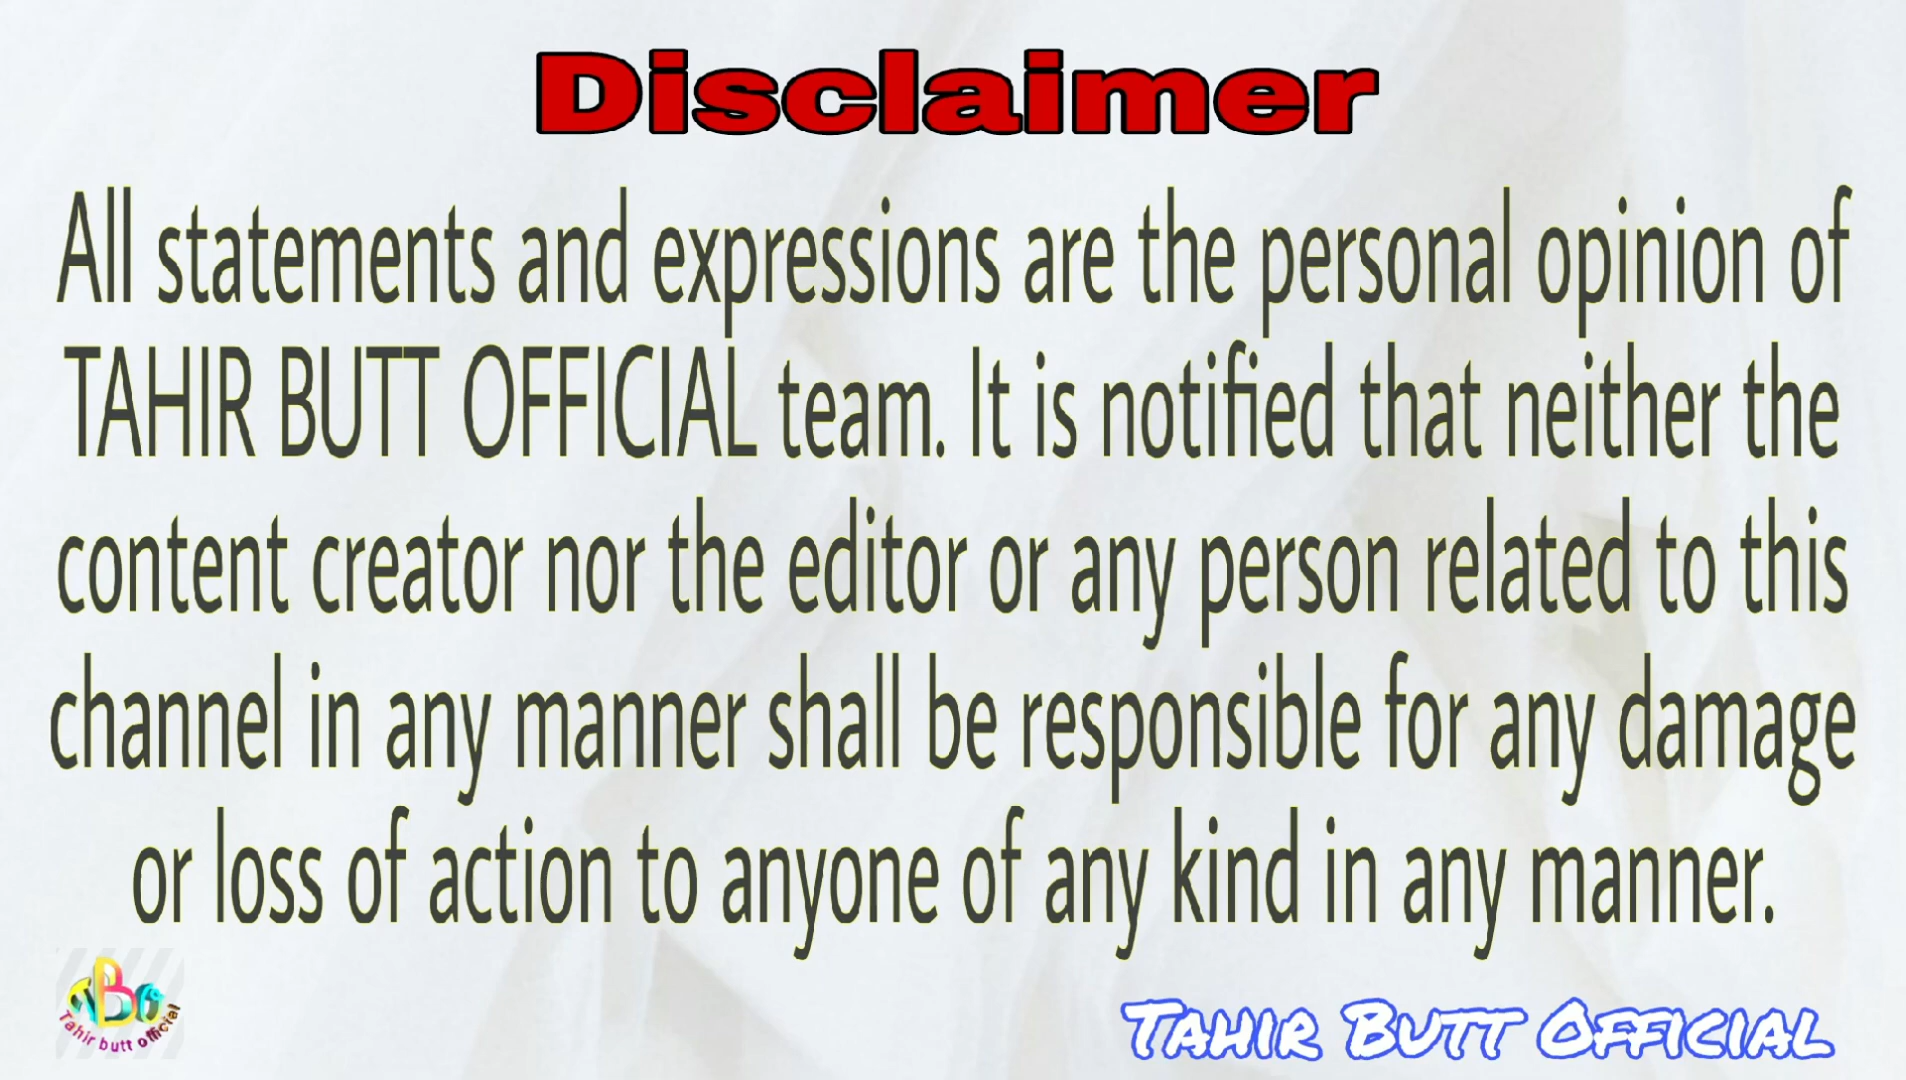 Disclaimer
All statements and expressions are the personal opinion of
TAHIR BUTT OFFICIAL team. It is notified that neither the
content creator nor the editor or any person related to this
channel in any manner shall be responsible for any damage
or loss of action to anyone of any kind in any manner.
TBO
Tahir butt official
TAHIR BUTT OFFICIAL